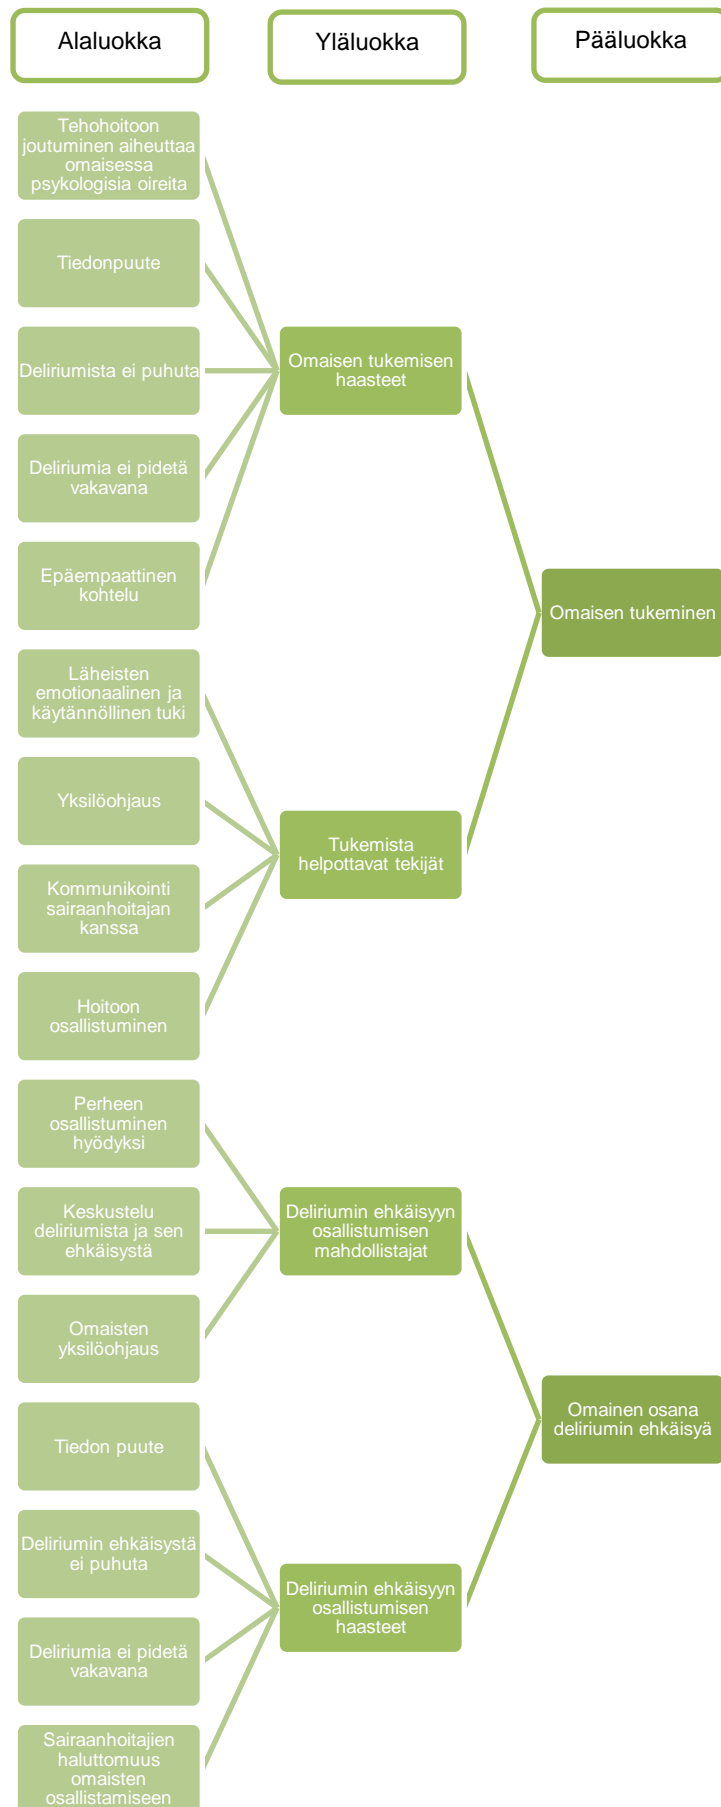 Alaluokka
Yläluokka
Pääluokka
Tehohoitoon
joutuminen aiheuttaa
omaisessa
psykologisia oireita
Tiedonpuute
Deliriumista ei puhuta
Deliriumia ei pidetä
vakavana
Epäempaattinen
kohtelu
Omaisen tukemisen
haasteet
Läheisten
emotionaalinen ja
käytännöllinen tuki
Yksilöohjaus
Kommunikointi
sairaanhoitajan
kanssa
Hoitoon
osallistuminen
Tukemista
helpottavat tekijät
Omaisen tukeminen
Perheen
osallistuminen
hyödyksi
Keskustelu
deliriumista ja sen
ehkäisystä
Omaisten
yksilöohjaus
Deliriumin ehkäisyyn
osallistumisen
mahdollistajat
Tiedon puute
Deliriumin ehkäisystä
ei puhuta
Deliriumia ei pidetä
vakavana
Sairaanhoitajien
haluttomuus
omaisten
osallistamiseen
Deliriumin ehkäisyyn
osallistumisen
haasteet
Omainen osana
deliriumin ehkäisyä